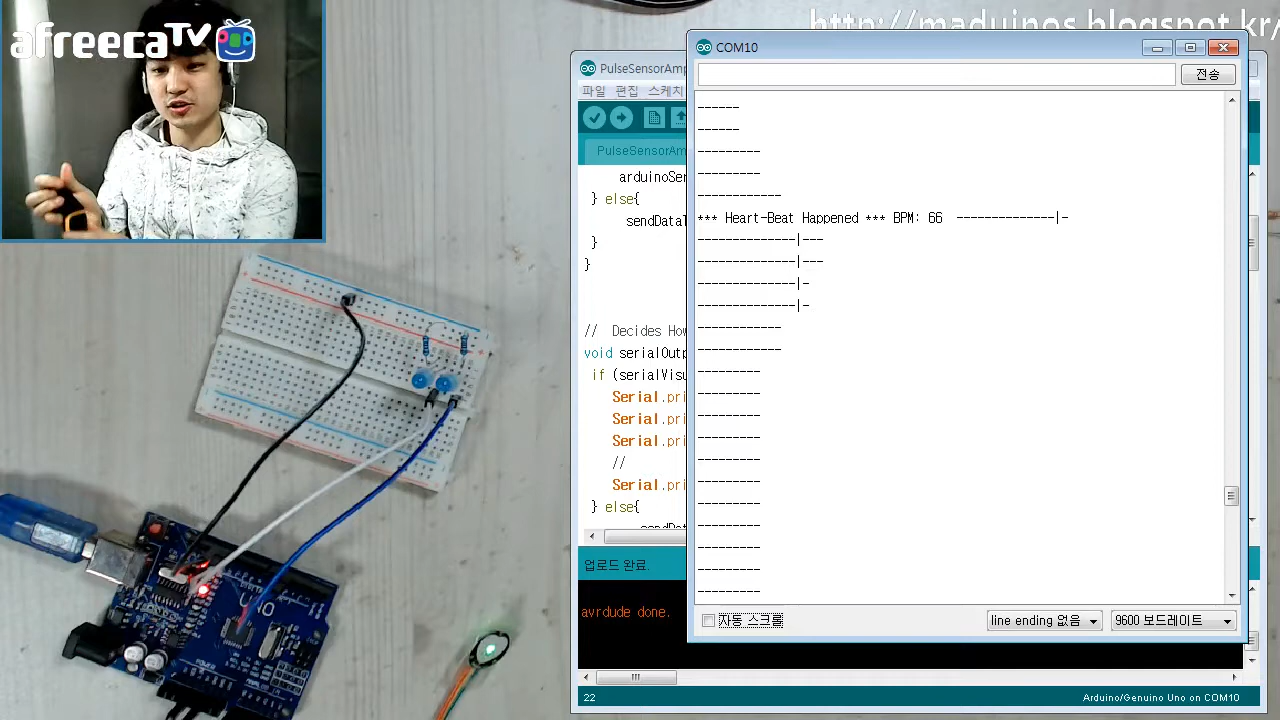 afreecaTV
http://maduinos.blogspot.kr/
COM10
전송
------
------
---------
---------
------------
*** Heart-Beat Happened *** BPM: 66  --------------|-
--------------|---
--------------|---
--------------|-
--------------|-
------------
------------
---------
---------
---------
---------
---------
---------
---------
---------
---------
---------
---------
자동 스크롤
line ending 없음
9600 보드레이트
PulseSensorAmp
파일 편집 스케치
PulseSensorAmp
arduinoSer
} else{
sendDataT
}
}
// Decides How
void serialOutp
if (serialVisu
Serial.pri
Serial.pri
Serial.pri
//
Serial.pri
} else{
sendDat
업로드 완료.
avrdude done.
22
Arduino/Genuino Uno on COM10